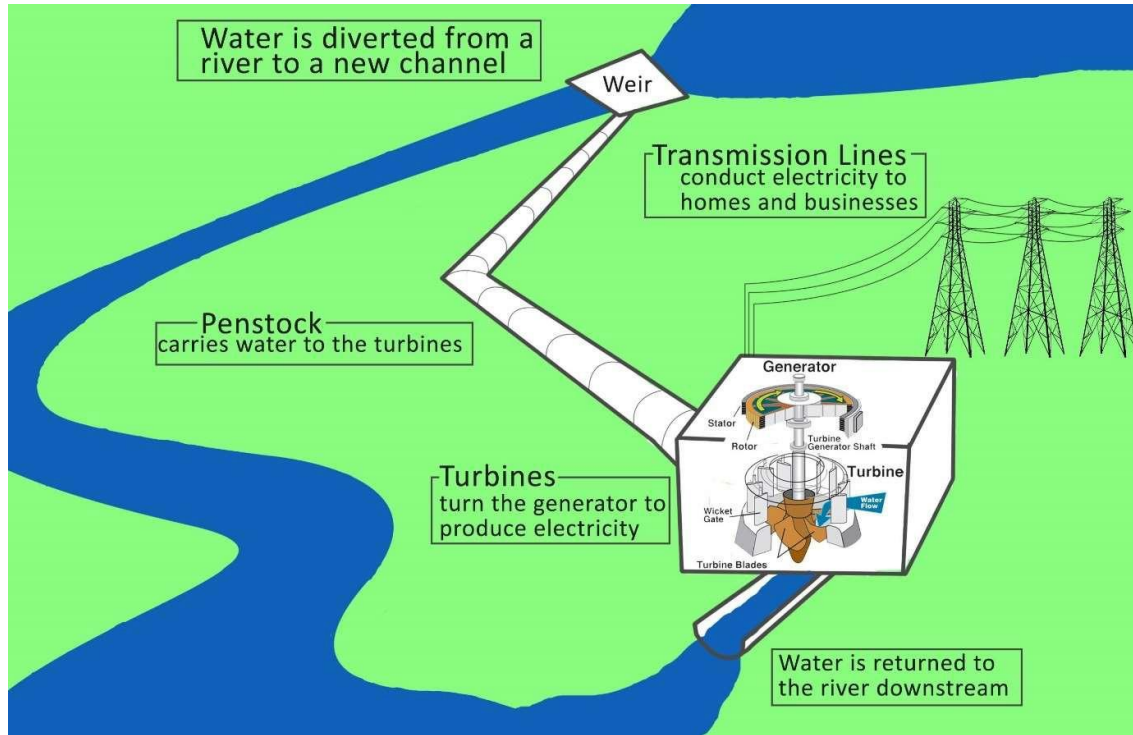 Water is diverted from a
river to a new channel
Weir
Transmission Lines
conduct electricity to
homes and businesses
Penstock
carries water to the turbines
Generator
Stator
Rotor
Turbine
Generator Shaft
Turbines
turn the generator to
produce electricity
Turbine
Wicket
Gate
Water
Flow
Turbine Blades
Water is returned to
the river downstream